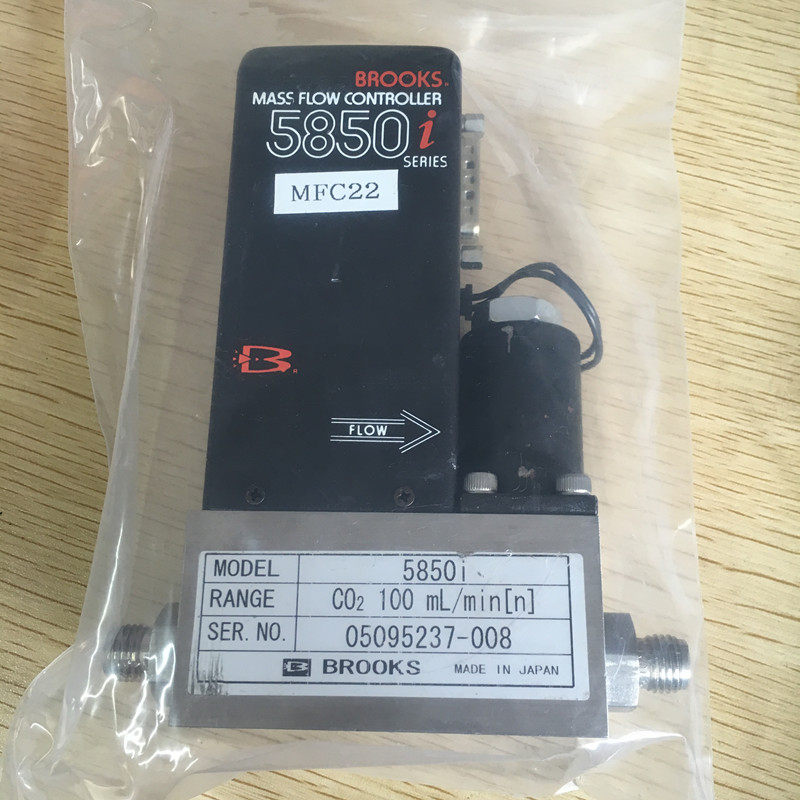 BROOKS
MASS FLOW CONTROLLER
5850i
SERIES
MFC22
B
FLOW
MODEL 5850i
RANGE CO₂ 100 mL/min[n]
SER. NO. 05095237-008
B BROOKS MADE IN JAPAN